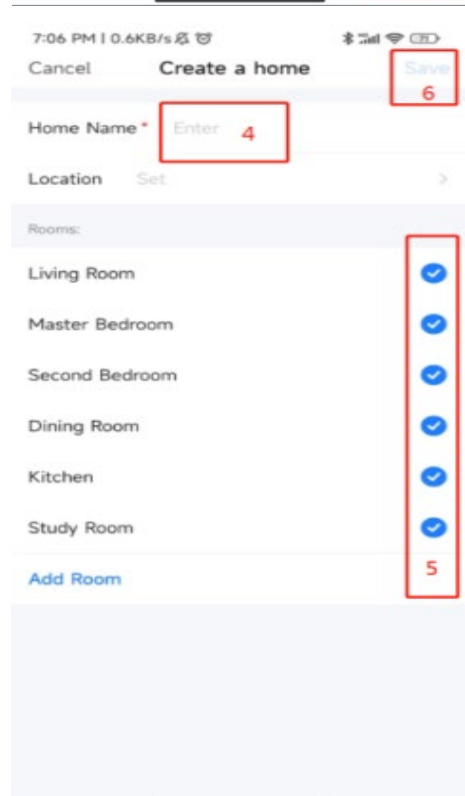 7:06 PM | 0.6KB/s
Cancel Create a home Save
6
Home Name * Enter 4
Location Set >
Rooms:
Living Room
Master Bedroom
Second Bedroom
Dining Room
Kitchen
Study Room
Add Room 5